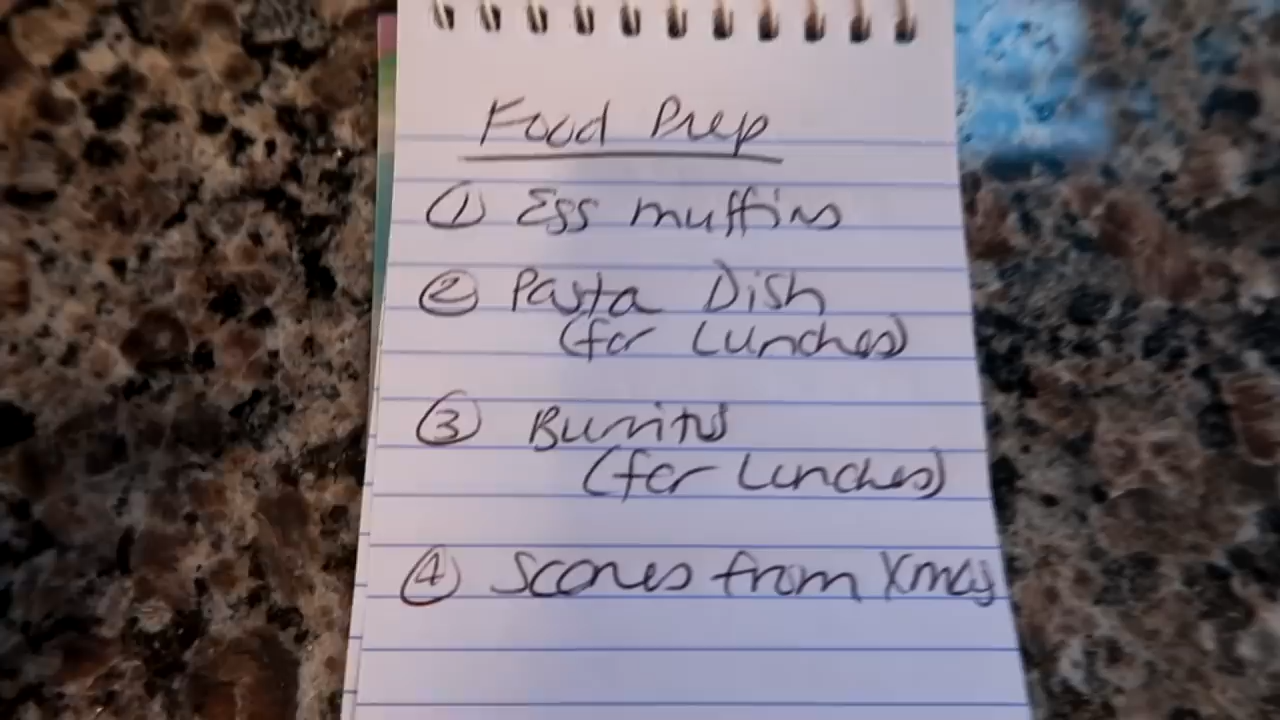 Food Prep
① Egg muffins
② Pasta Dish
(for Lunches)
③ Burritos
(for Lunches)
④ Scones from Xmas